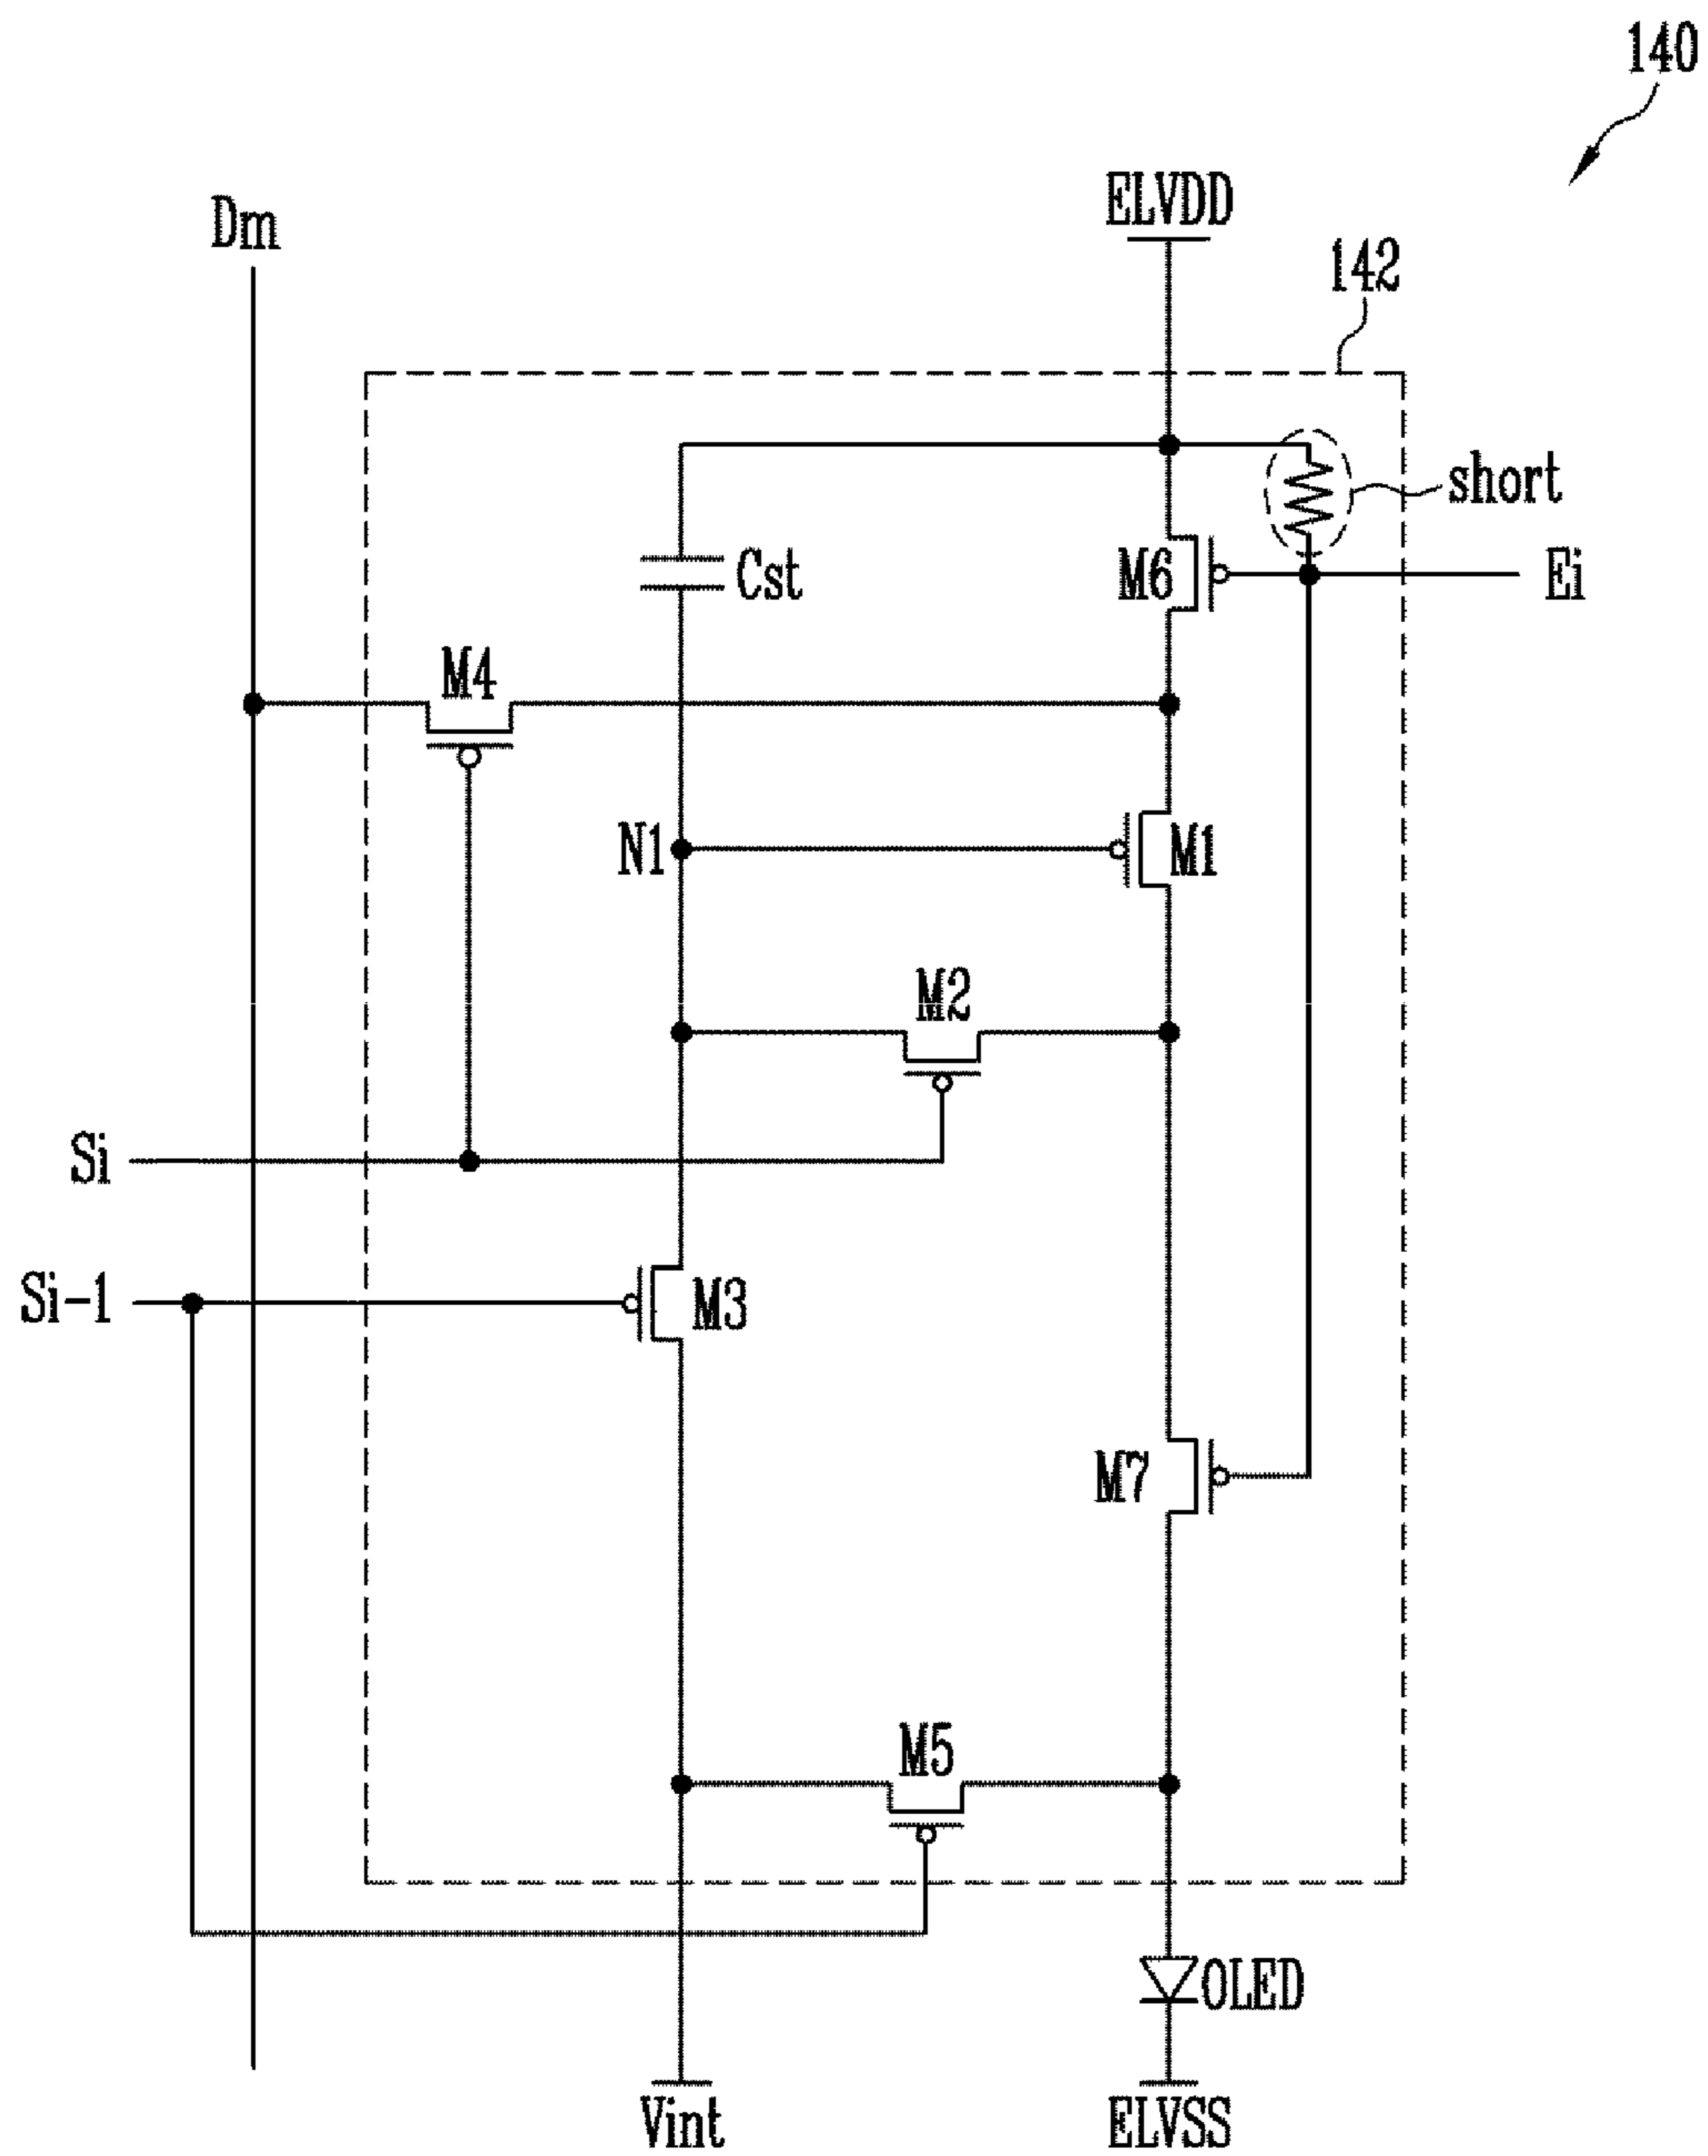 140
ELVDD
Dm
142
short
M6
Cst
Ei
M4
N1
M1
M2
Si
Si-1
M3
M7
M5
OLED
Vint
ELVSS